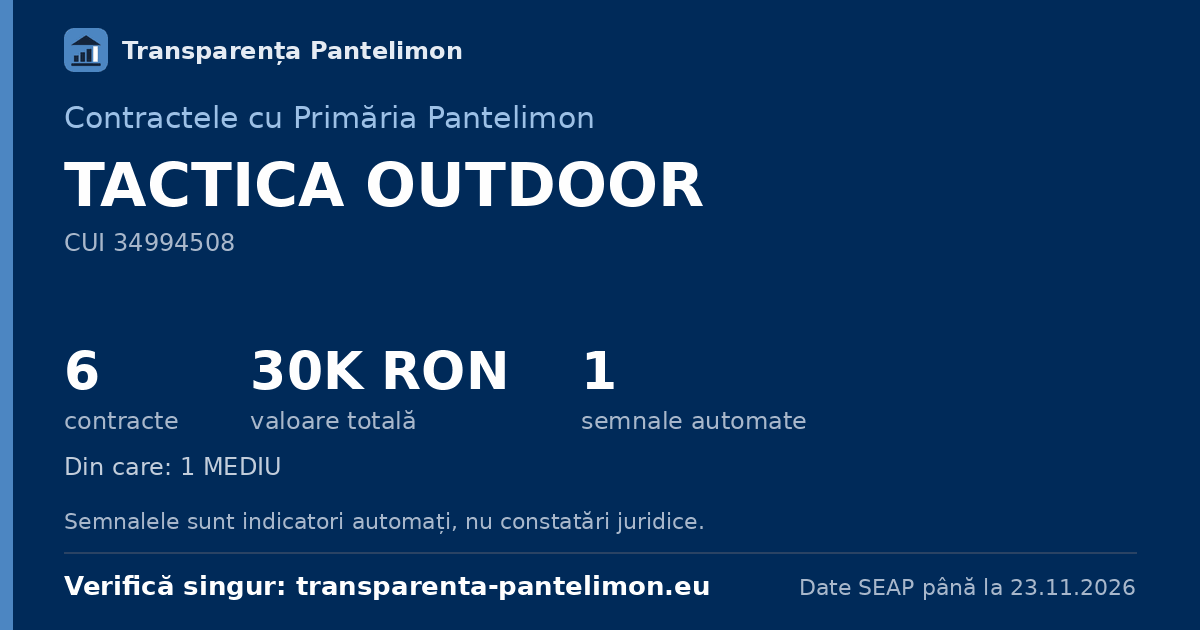 Transparența Pantelimon
Contractele cu Primăria Pantelimon
TACTICA OUTDOOR
CUI 34994508
6 30K RON 1
contracte valoare totală semnale automate
Din care: 1 MEDIU
Semnalele sunt indicatori automați, nu constatări juridice.
Verifică singur: transparenta-pantelimon.eu Date SEAP până la 23.11.2026